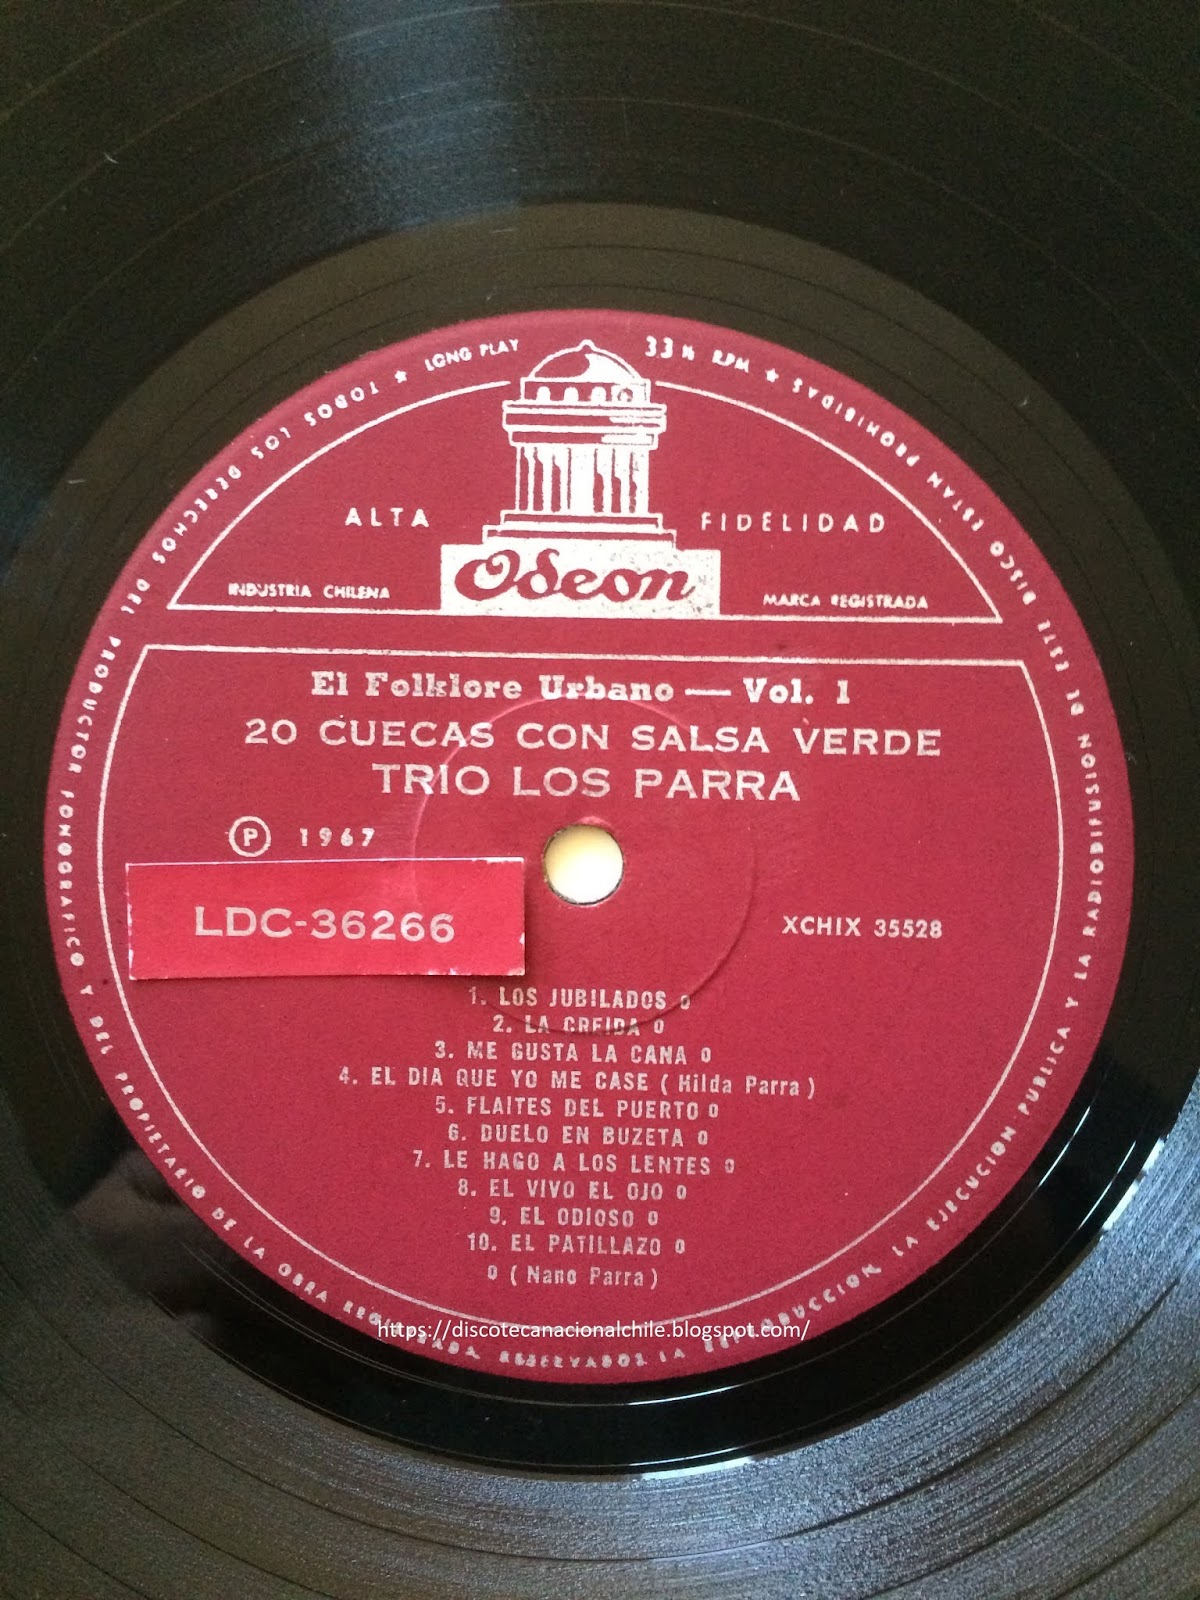 LONG PLAY
33 ⅓ RPM
ALTA FIDELIDAD
Odeon
INDUSTRIA CHILENA
MARCA REGISTRADA
El Folklore Urbano — Vol. 1
20 CUECAS CON SALSA VERDE
TRIO LOS PARRA
Ⓟ 1967
LDC-36266
XCHIX 35528
1. LOS JUBILADOS o
2. LA CREIDA o
3. ME GUSTA LA CANA o
4. EL DIA QUE YO ME CASE ( Hilda Parra )
5. FLAITES DEL PUERTO o
6. DUELO EN BUZETA o
7. LE HAGO A LOS LENTES o
8. EL VIVO EL OJO o
9. EL ODIOSO o
10. EL PATILLAZO o
o ( Nano Parra )
★ TODOS LOS DERECHOS DEL PRODUCTOR FONOGRAFICO Y DEL PROPIETARIO DE LA OBRA RESERVADOS LA REPRODUCCION, LA EJECUCION PUBLICA Y LA RADIODIFUSION DE ESTE DISCO ESTAN PROHIBIDAS ★
https://discotecanacionalchile.blogspot.com/